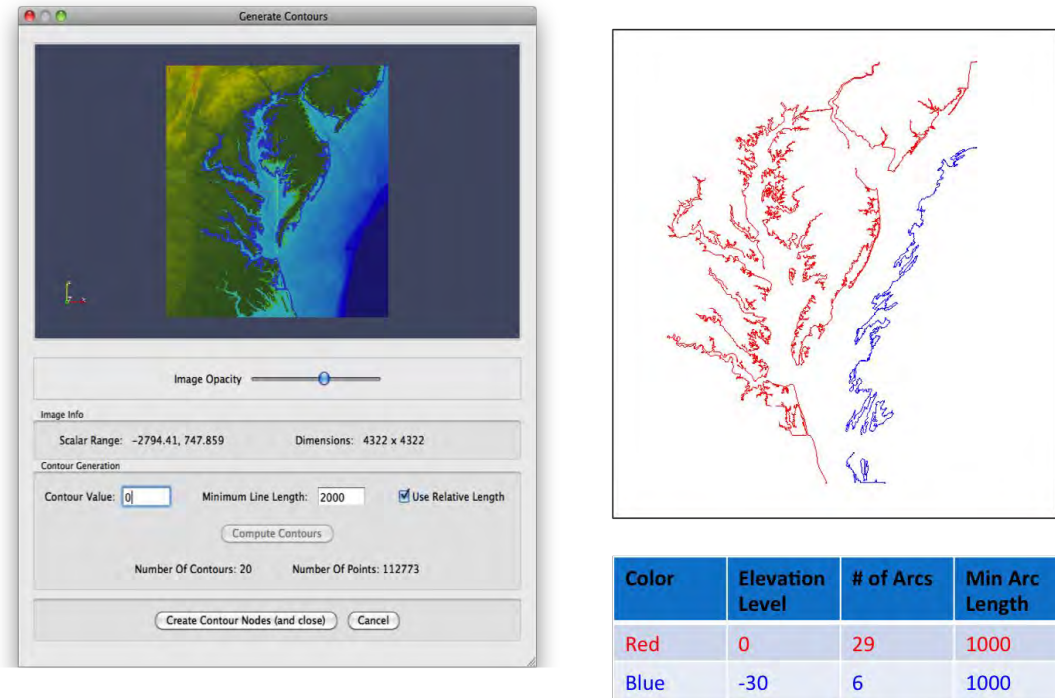 Generate Contours
Image Opacity
Image Info
Scalar Range: -2794.41, 747.859 Dimensions: 4322 x 4322
Contour Generation
Contour Value: 0 Minimum Line Length: 2000 Use Relative Length
Compute Contours
Number Of Contours: 20 Number Of Points: 112773
Create Contour Nodes (and close) Cancel
Color Elevation Level # of Arcs Min Arc Length
Red 0 29 1000
Blue -30 6 1000